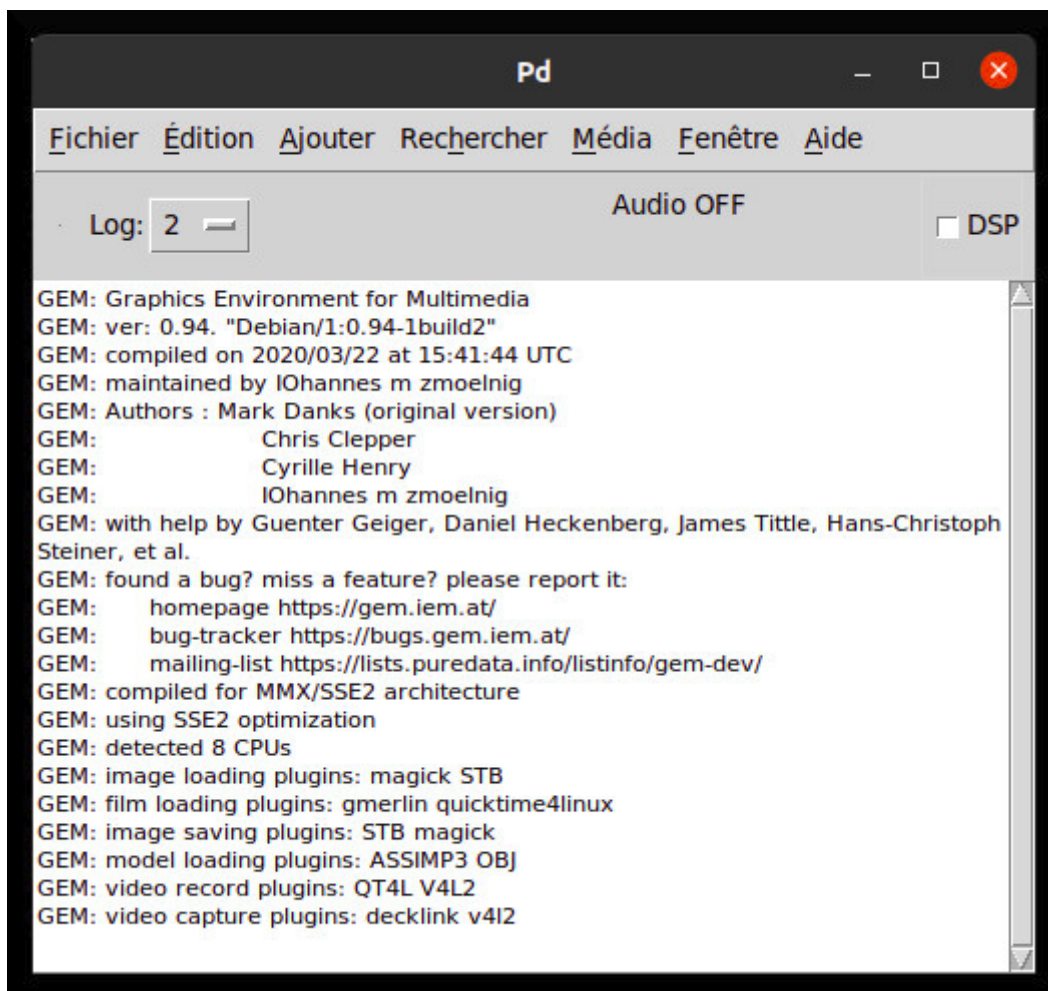 Pd
Fichier Édition Ajouter Rechercher Média Fenêtre Aide
Audio OFF
Log: 2 DSP
GEM: Graphics Environment for Multimedia
GEM: ver: 0.94. "Debian/1:0.94-1build2"
GEM: compiled on 2020/03/22 at 15:41:44 UTC
GEM: maintained by IOhannes m zmoelnig
GEM: Authors : Mark Danks (original version)
GEM: Chris Clepper
GEM: Cyrille Henry
GEM: IOhannes m zmoelnig
GEM: with help by Guenter Geiger, Daniel Heckenberg, James Tittle, Hans-Christoph
Steiner, et al.
GEM: found a bug? miss a feature? please report it:
GEM: homepage https://gem.iem.at/
GEM: bug-tracker https://bugs.gem.iem.at/
GEM: mailing-list https://lists.puredata.info/listinfo/gem-dev/
GEM: compiled for MMX/SSE2 architecture
GEM: using SSE2 optimization
GEM: detected 8 CPUs
GEM: image loading plugins: magick STB
GEM: film loading plugins: gmerlin quicktime4linux
GEM: image saving plugins: STB magick
GEM: model loading plugins: ASSIMP3 OBJ
GEM: video record plugins: QT4L V4L2
GEM: video capture plugins: decklink v4l2